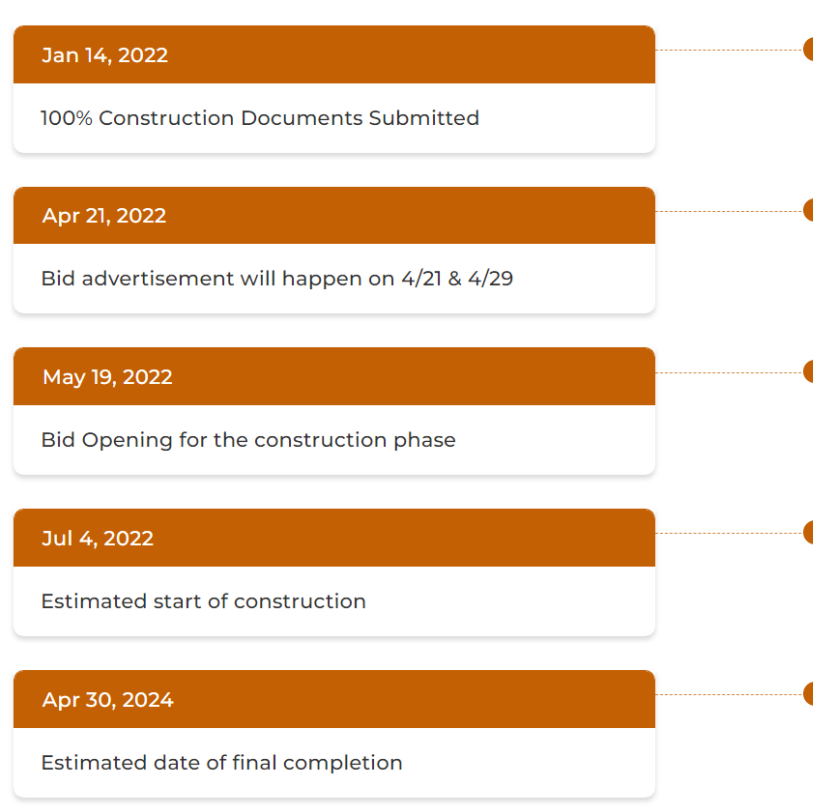 Jan 14, 2022
100% Construction Documents Submitted
Apr 21, 2022
Bid advertisement will happen on 4/21 & 4/29
May 19, 2022
Bid Opening for the construction phase
Jul 4, 2022
Estimated start of construction
Apr 30, 2024
Estimated date of final completion